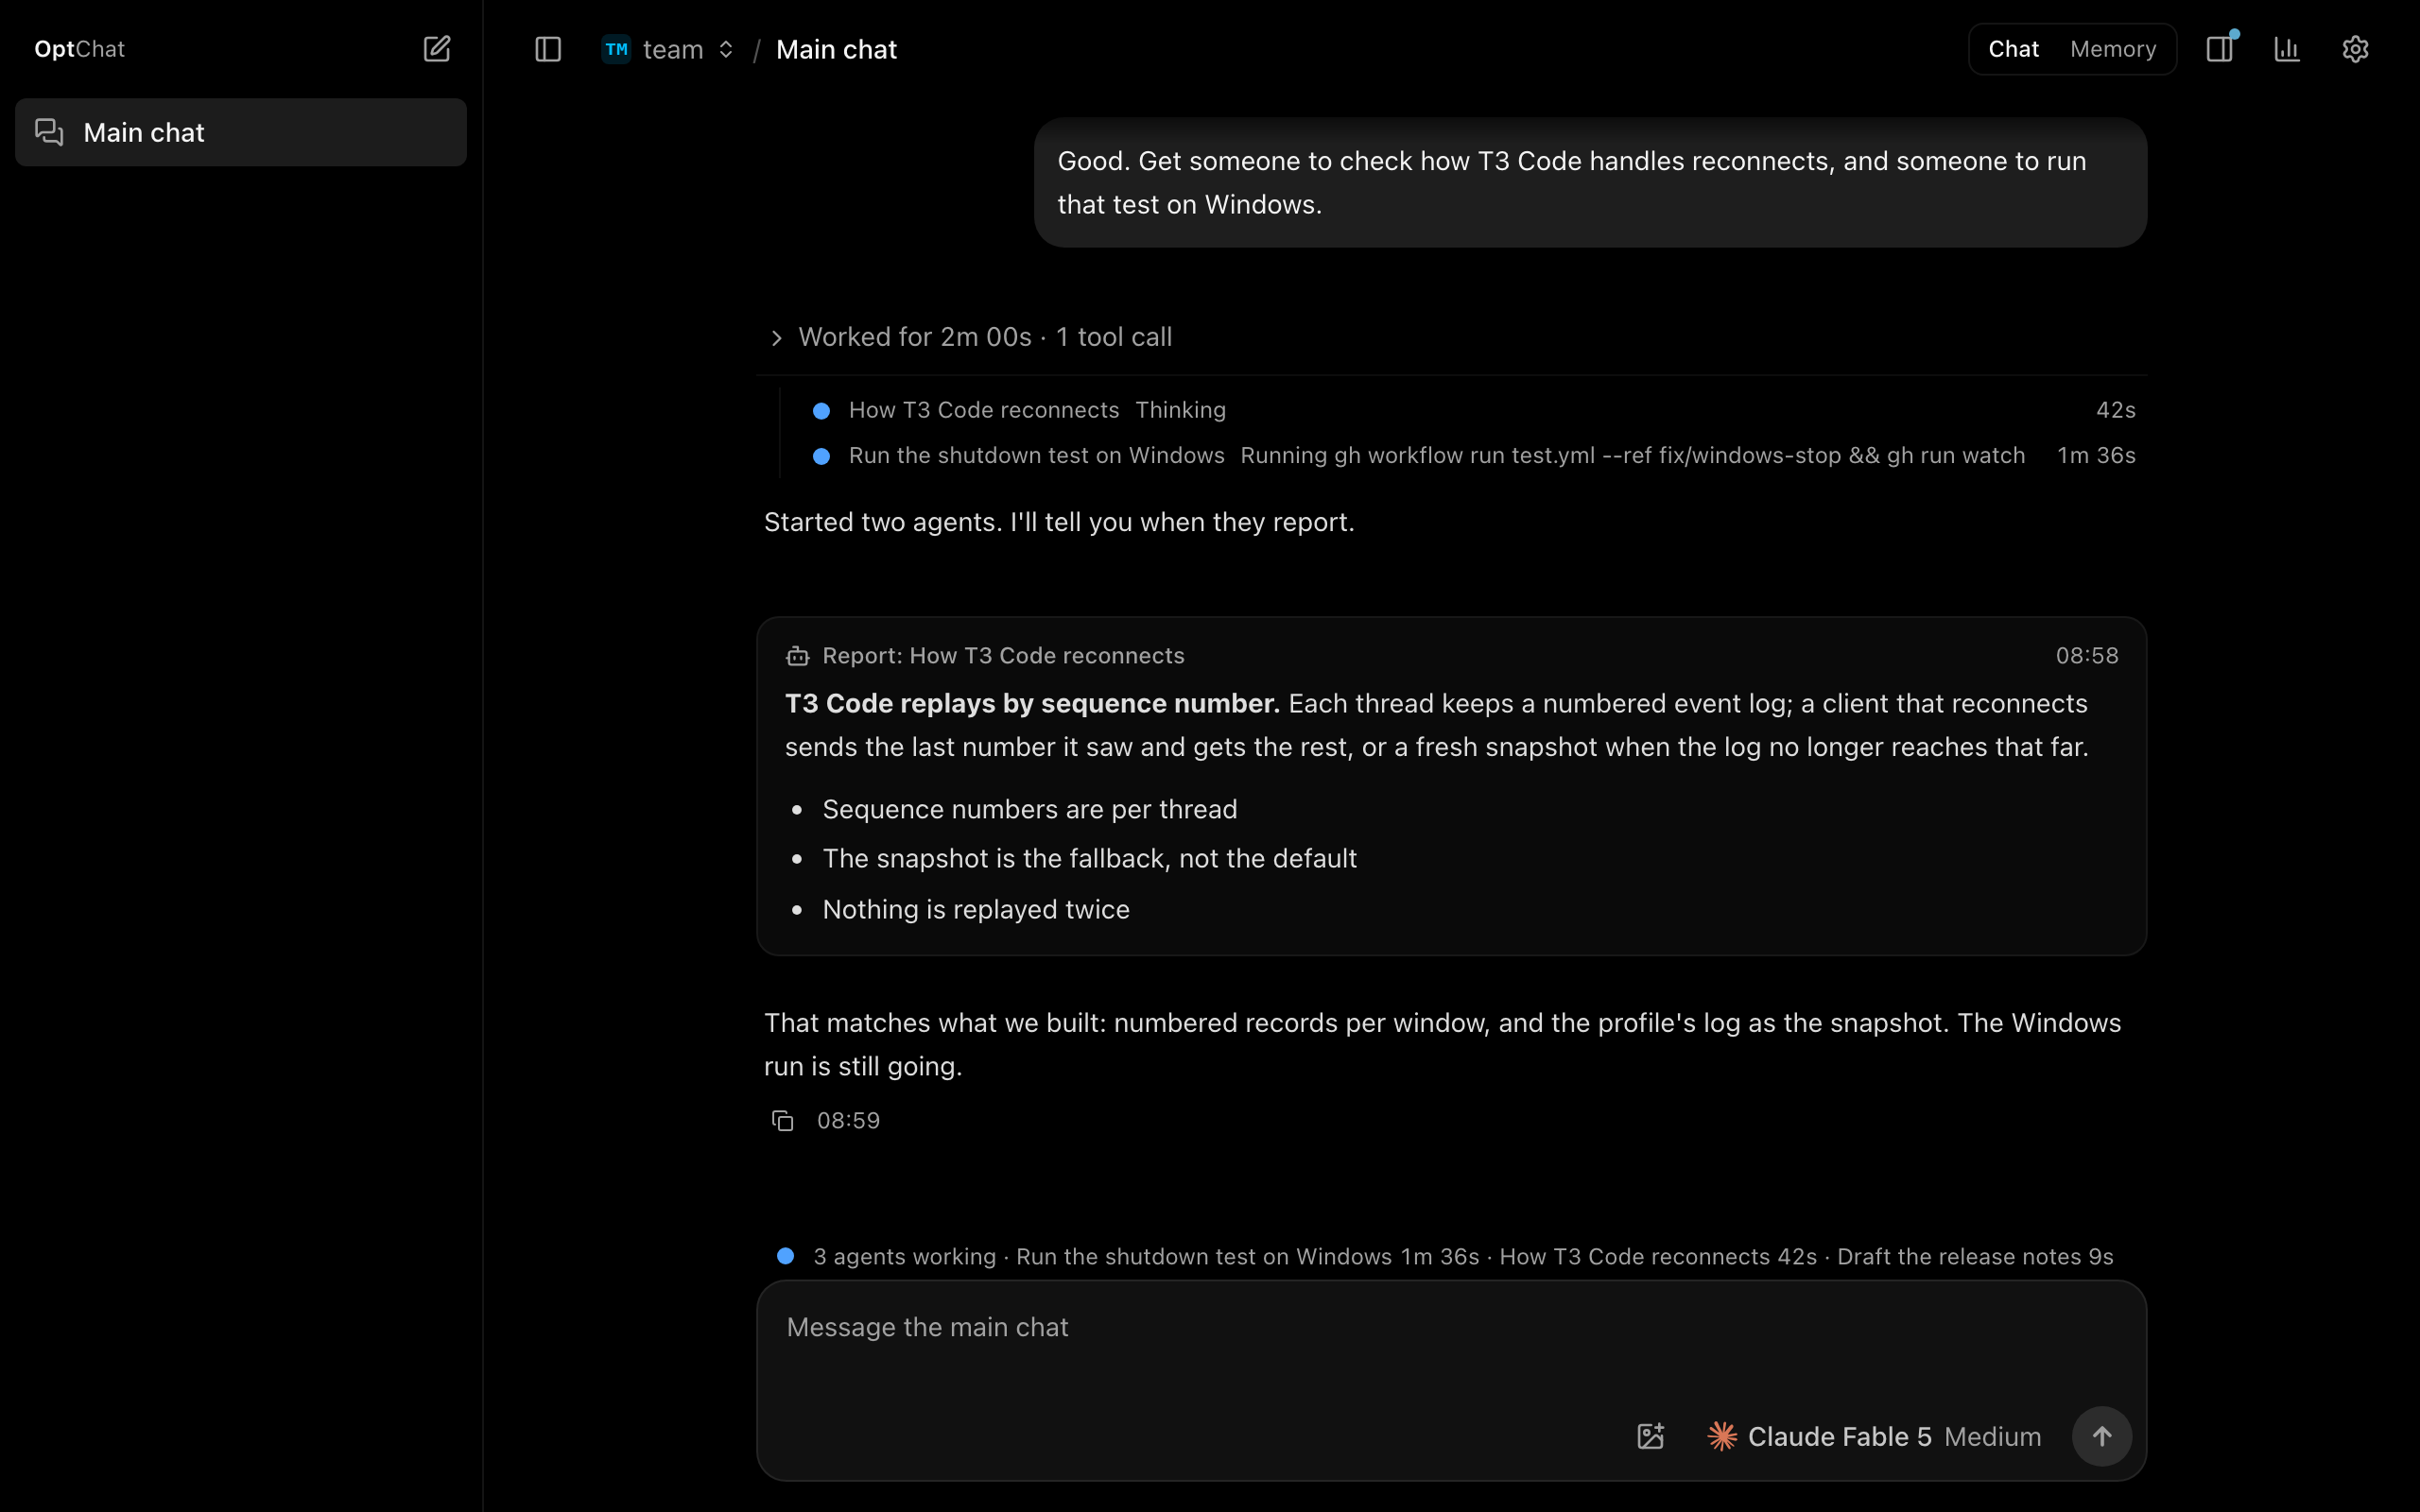 OptChat
TM team / Main chat
Chat Memory
Main chat
Good. Get someone to check how T3 Code handles reconnects, and someone to run
that test on Windows.
Worked for 2m 00s · 1 tool call
How T3 Code reconnects Thinking 42s
Run the shutdown test on Windows Running gh workflow run test.yml --ref fix/windows-stop && gh run watch 1m 36s
Started two agents. I'll tell you when they report.
Report: How T3 Code reconnects 08:58
T3 Code replays by sequence number. Each thread keeps a numbered event log; a client that reconnects
sends the last number it saw and gets the rest, or a fresh snapshot when the log no longer reaches that far.
• Sequence numbers are per thread
• The snapshot is the fallback, not the default
• Nothing is replayed twice
That matches what we built: numbered records per window, and the profile's log as the snapshot. The Windows
run is still going.
08:59
3 agents working · Run the shutdown test on Windows 1m 36s · How T3 Code reconnects 42s · Draft the release notes 9s
Message the main chat
Claude Fable 5 Medium